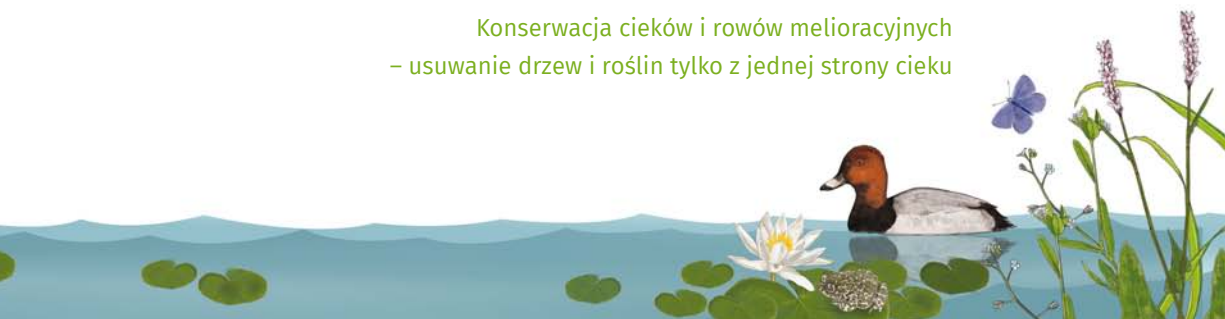 Konserwacja cieków i rowów melioracyjnych
– usuwanie drzew i roślin tylko z jednej strony cieku